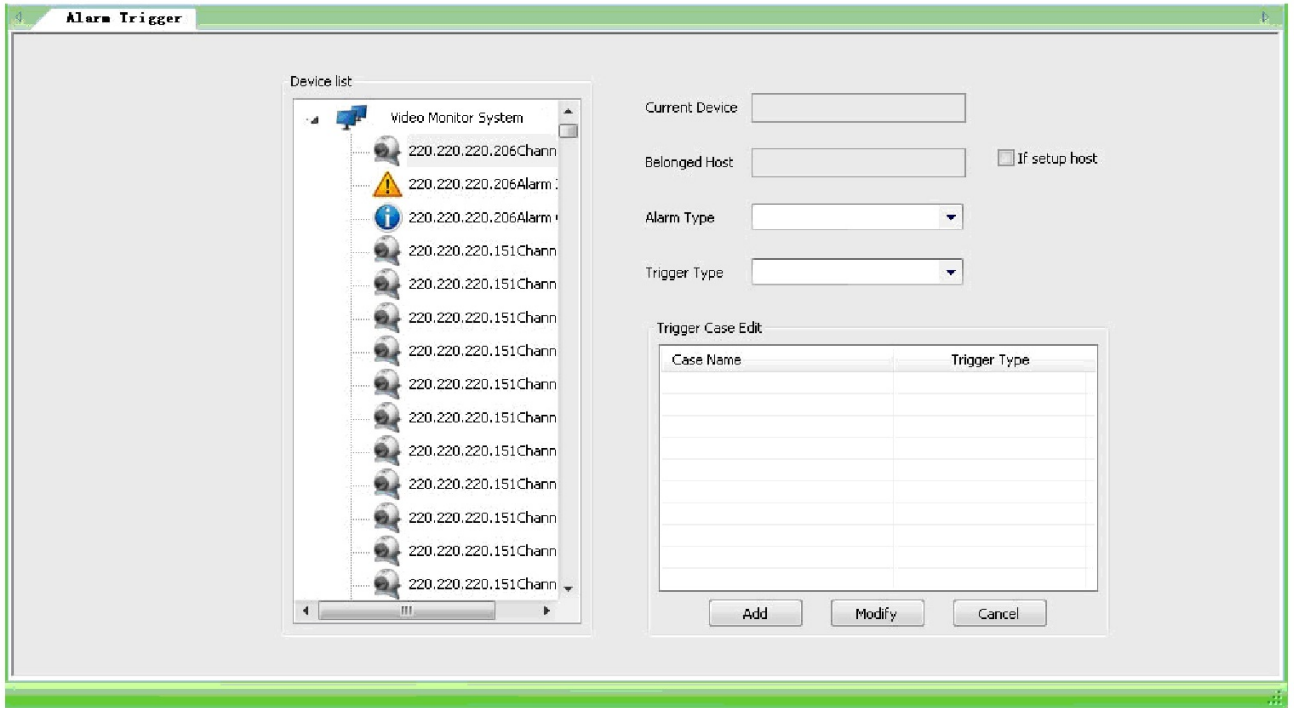 Alarm Trigger
Device list
Video Monitor System
220.220.220.206Chann
220.220.220.206Alarm
220.220.220.206Alarm
220.220.220.151Chann
220.220.220.151Chann
220.220.220.151Chann
220.220.220.151Chann
220.220.220.151Chann
220.220.220.151Chann
220.220.220.151Chann
220.220.220.151Chann
220.220.220.151Chann
220.220.220.151Chann
220.220.220.151Chann
Current Device
Belonged Host
If setup host
Alarm Type
Trigger Type
Trigger Case Edit
Case Name Trigger Type
Add Modify Cancel